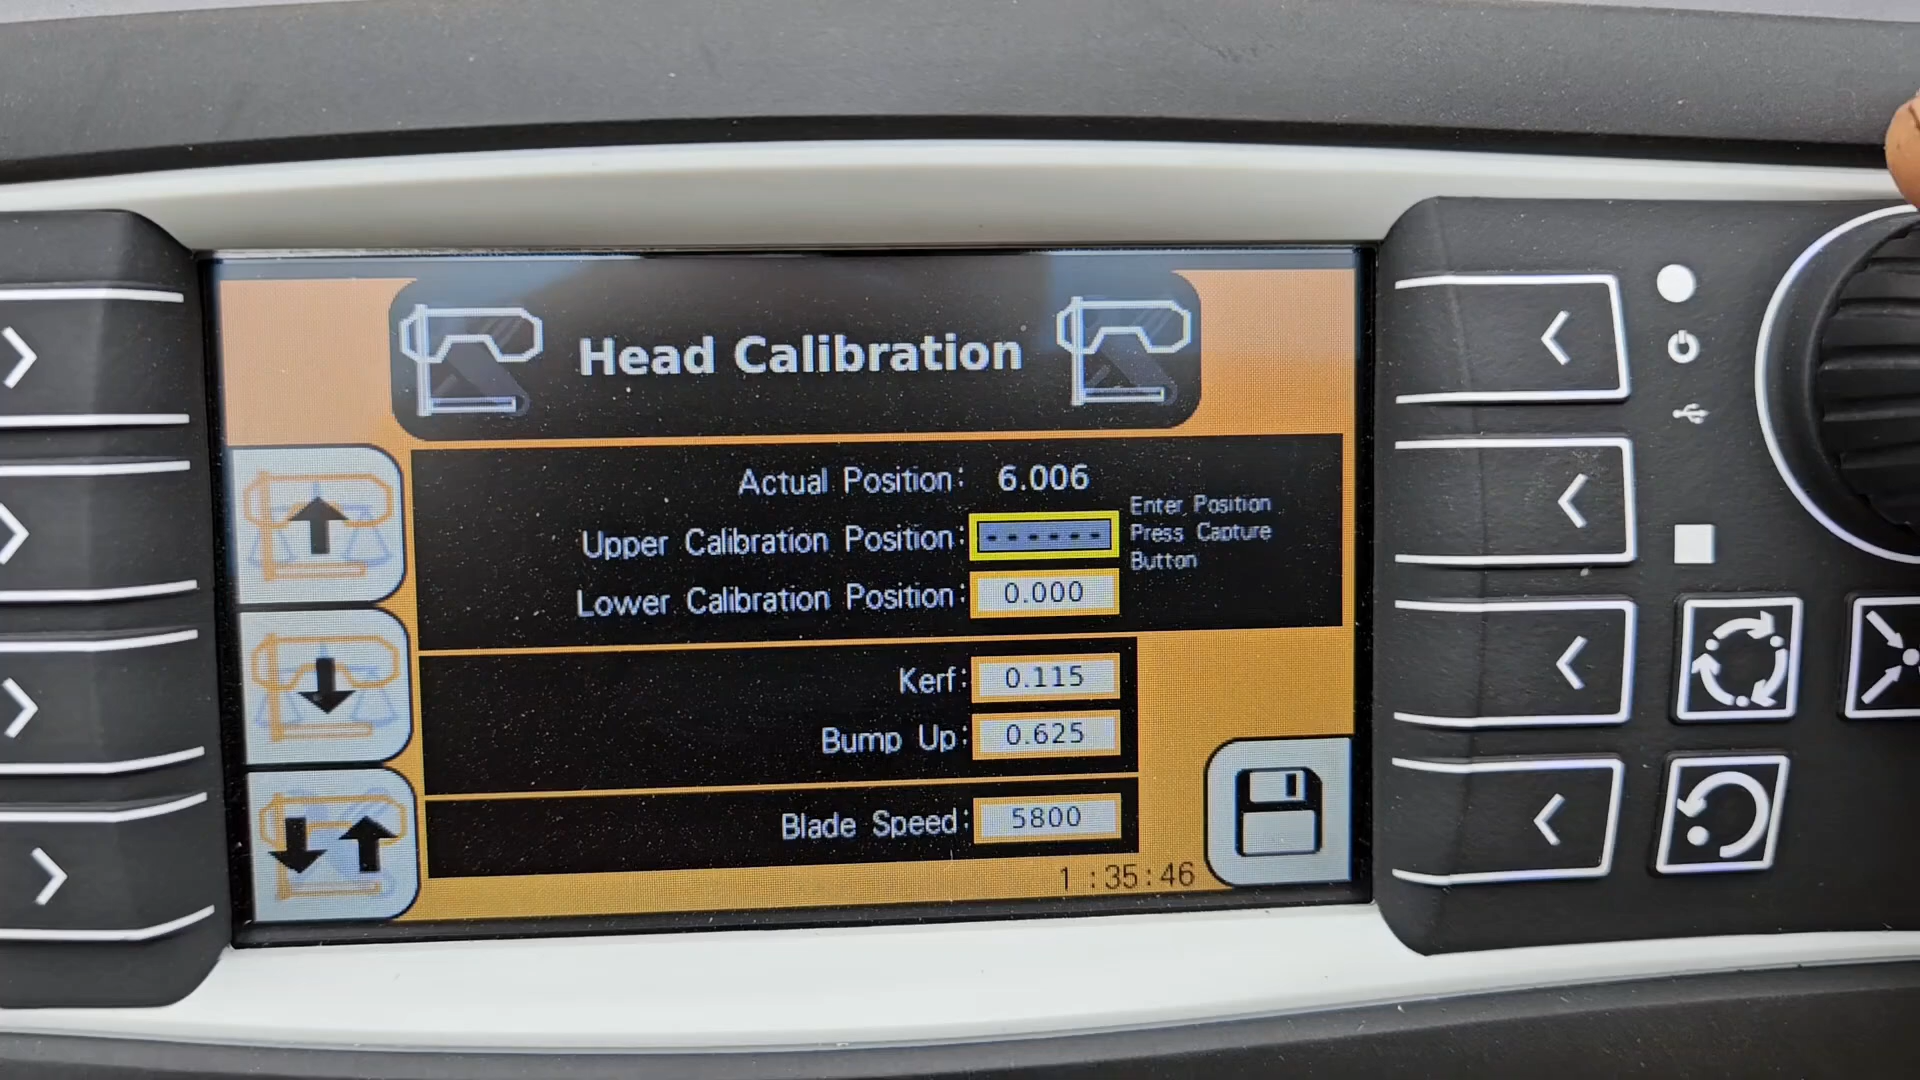 Head Calibration
Actual Position: 6.006
Enter Position
Upper Calibration Position: ------
Press Capture
Button
Lower Calibration Position: 0.000
Kerf: 0.115
Bump Up: 0.625
Blade Speed: 5800
1 :35:46